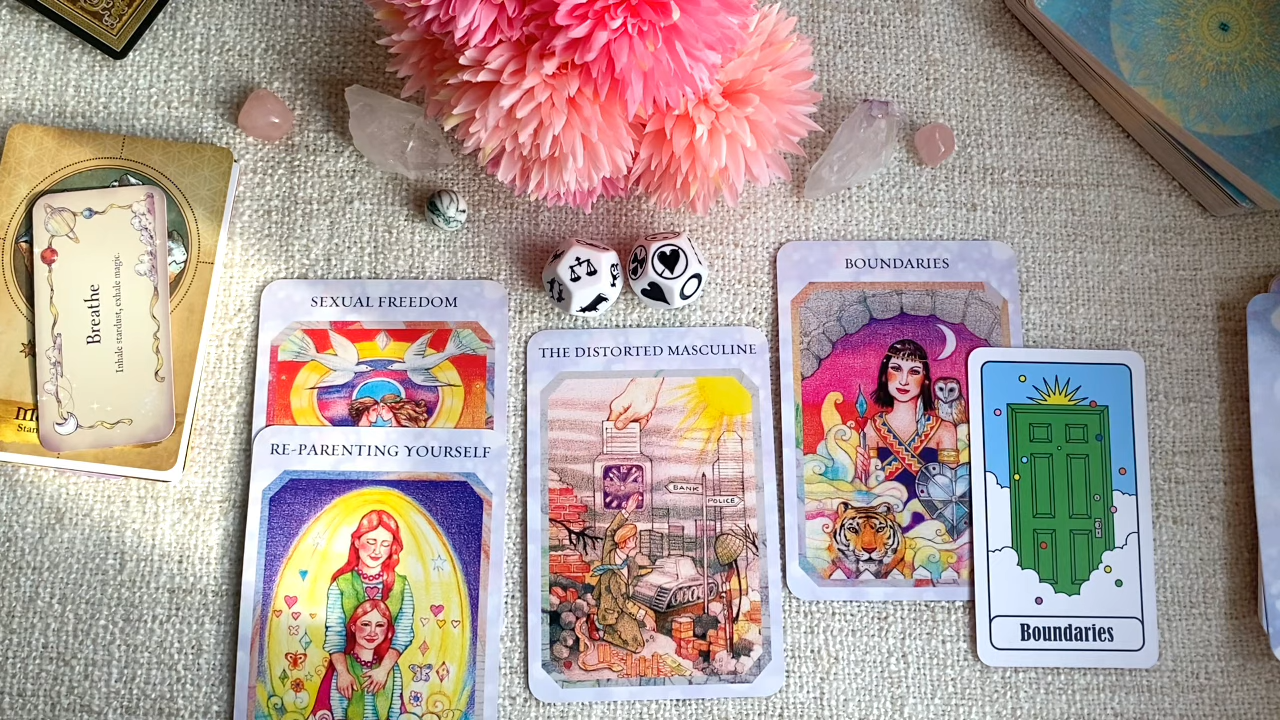 Breathe
Inhale stardust, exhale magic.
SEXUAL FREEDOM
RE-PARENTING YOURSELF
THE DISTORTED MASCULINE
BANK
POLICE
BOUNDARIES
Boundaries